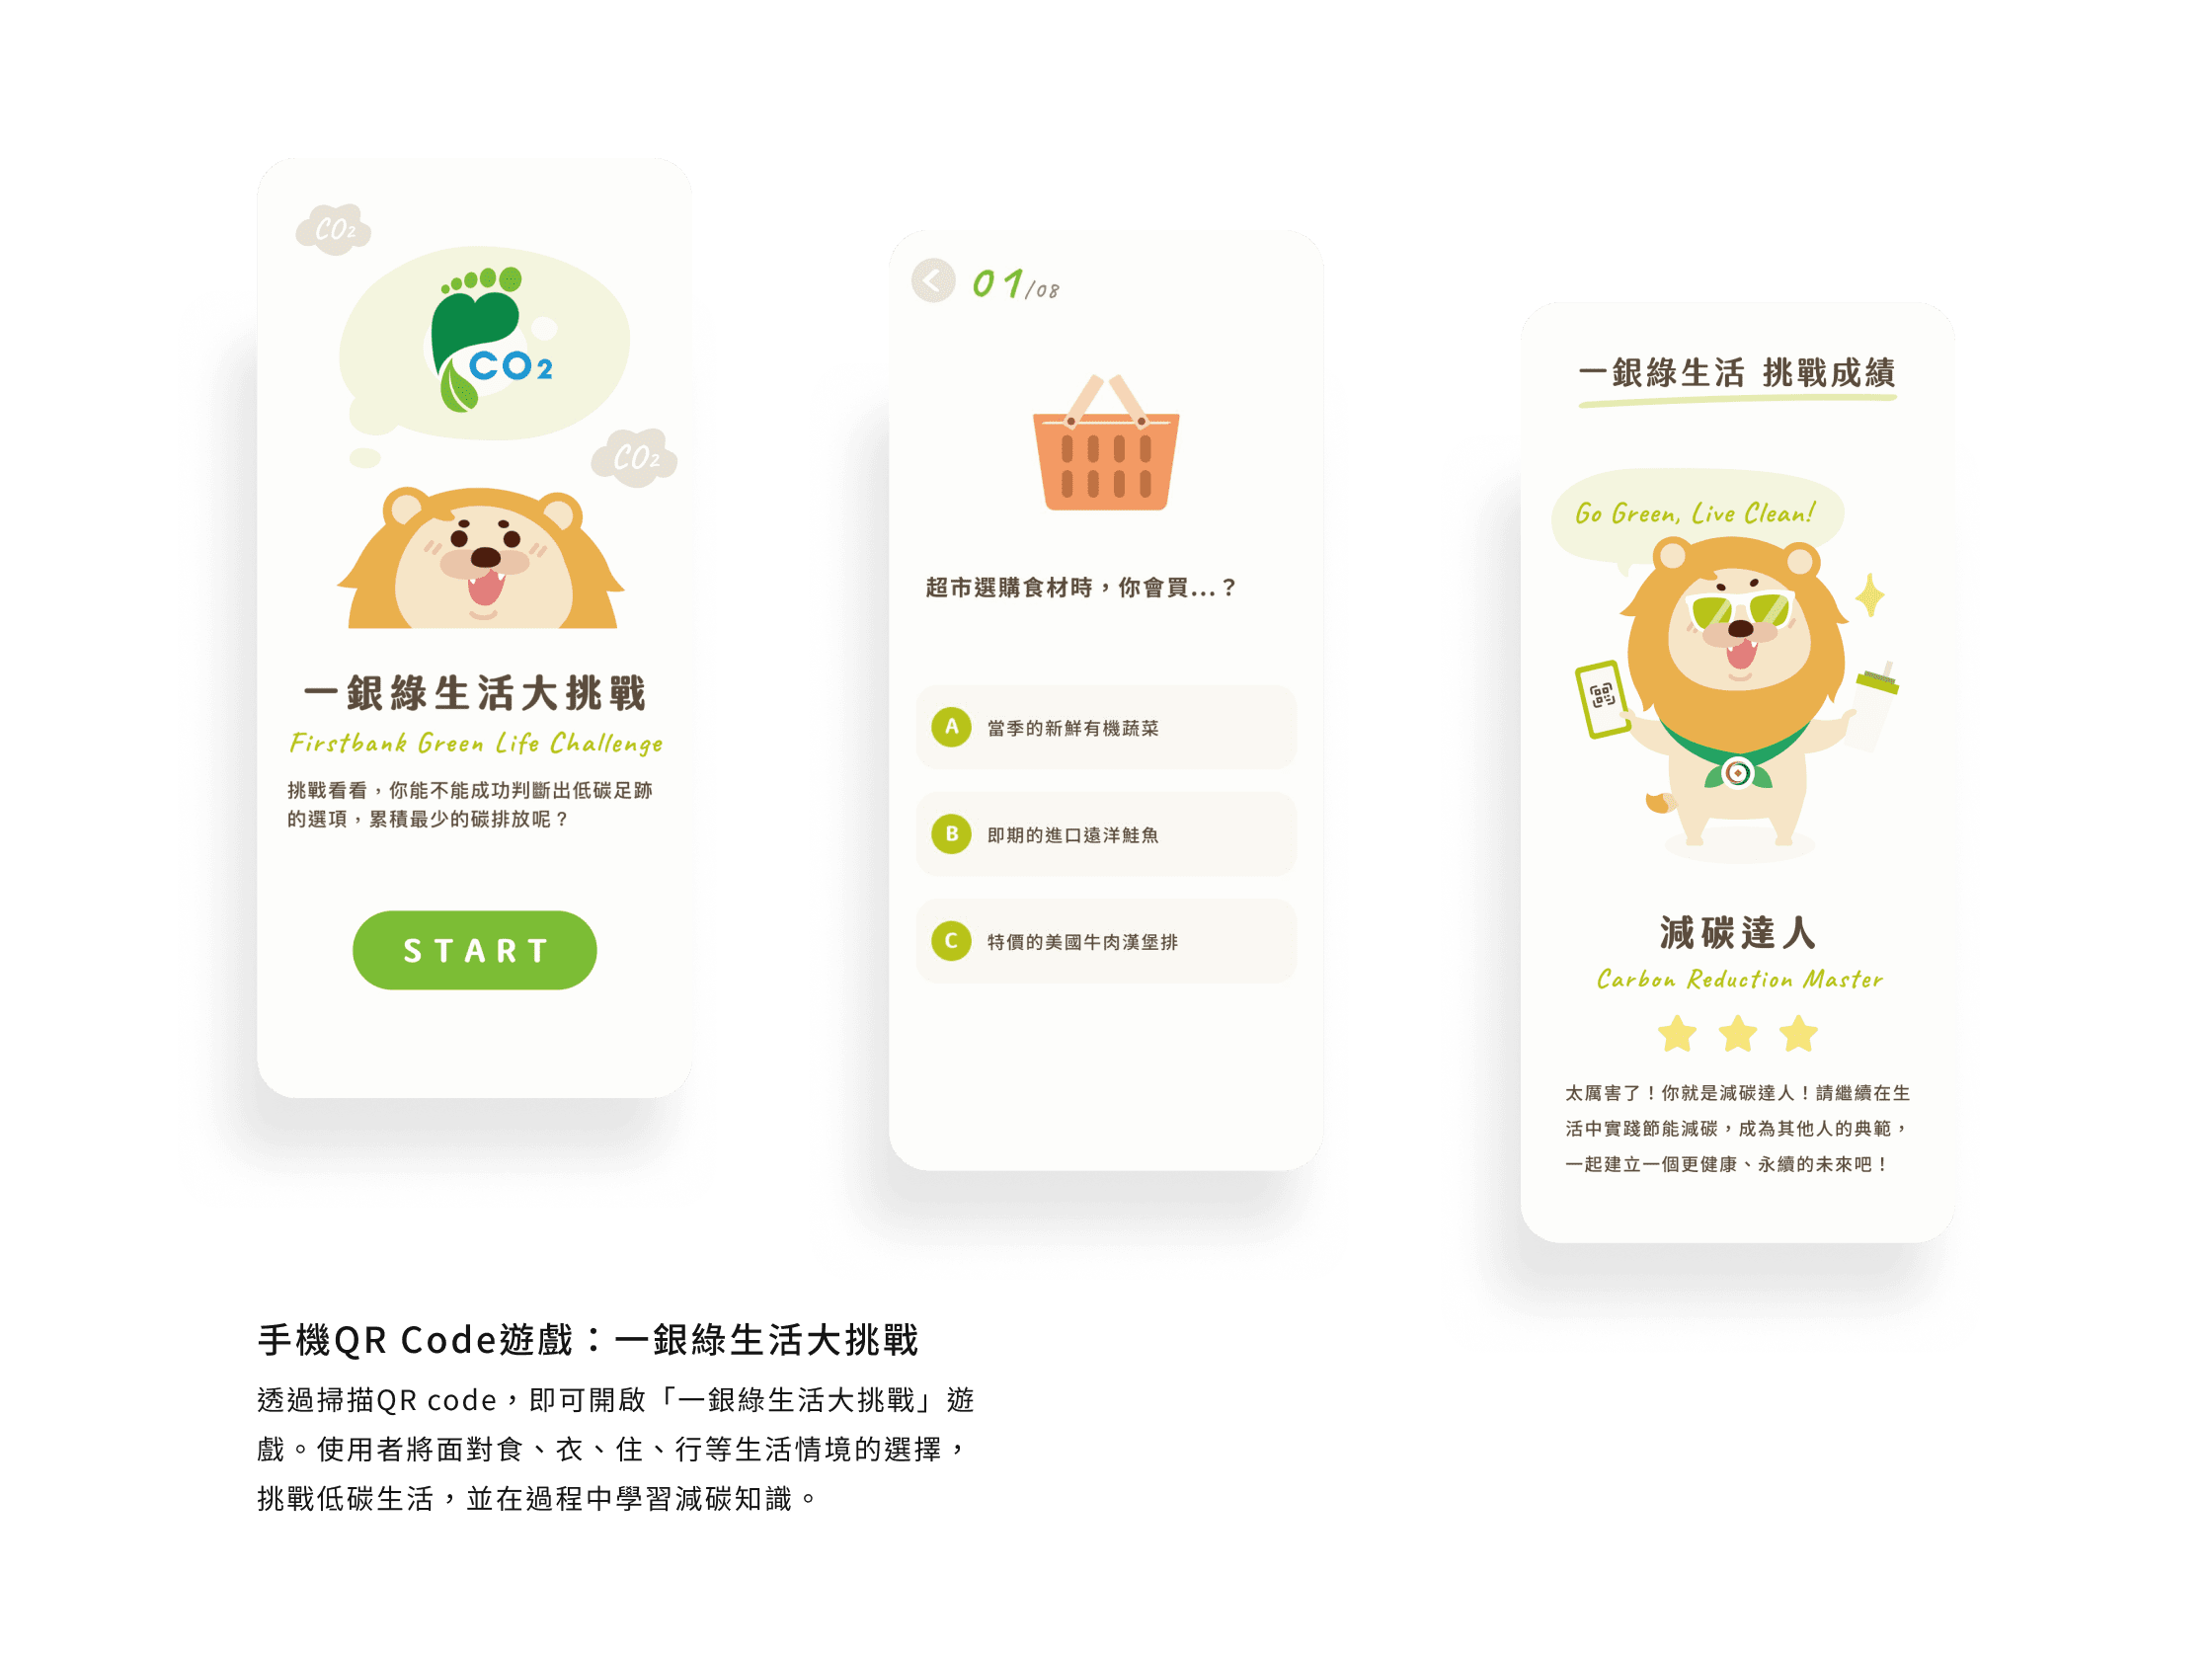 CO₂
CO₂
CO₂
一銀綠生活大挑戰
Firstbank Green Life Challenge
挑戰看看，你能不能成功判斷出低碳足跡
的選項，累積最少的碳排放呢？
START
01/08
超市選購食材時，你會買...？
A 當季的新鮮有機蔬菜
B 即期的進口遠洋鮭魚
C 特價的美國牛肉漢堡排
一銀綠生活 挑戰成績
Go Green, Live Clean!
減碳達人
Carbon Reduction Master
太厲害了！你就是減碳達人！請繼續在生
活中實踐節能減碳，成為其他人的典範，
一起建立一個更健康、永續的未來吧！
手機QR Code遊戲：一銀綠生活大挑戰
透過掃描QR code，即可開啟「一銀綠生活大挑戰」遊
戲。使用者將面對食、衣、住、行等生活情境的選擇，
挑戰低碳生活，並在過程中學習減碳知識。